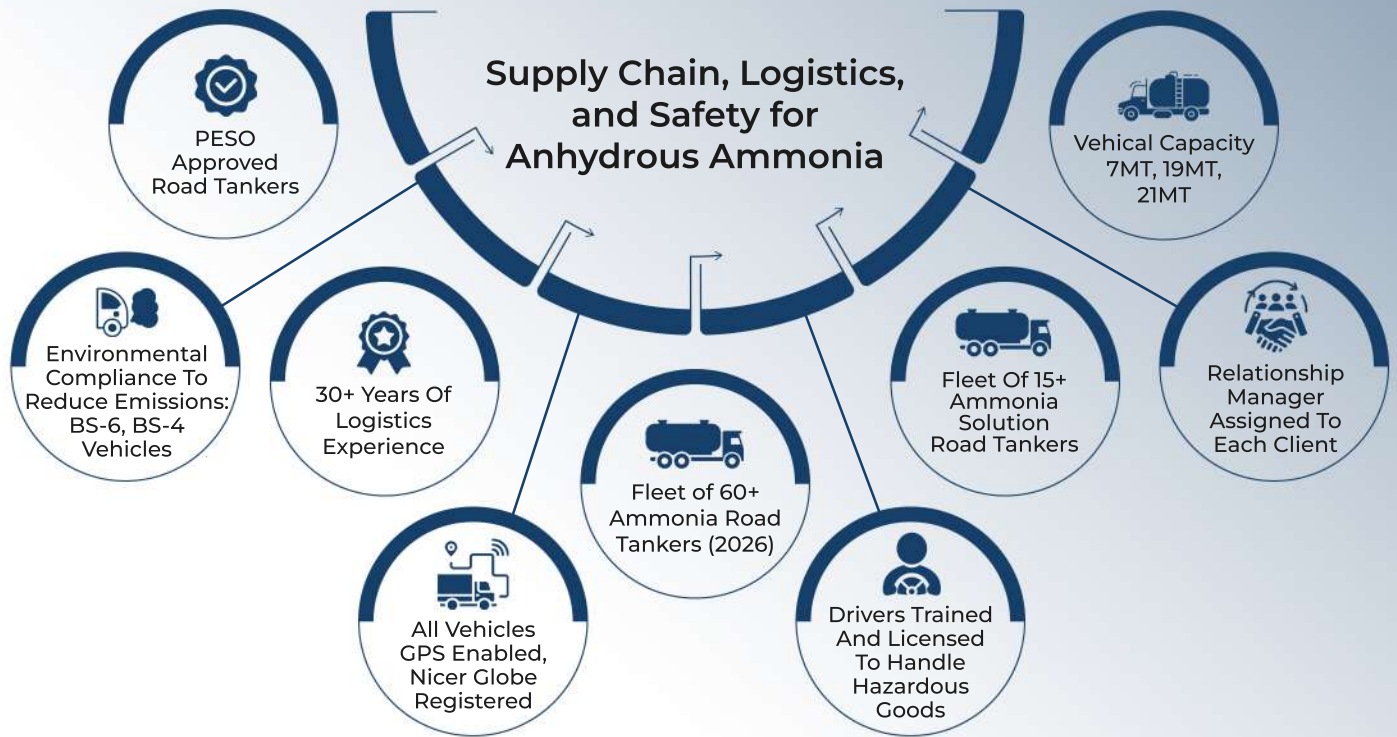 Supply Chain, Logistics,
and Safety for
Anhydrous Ammonia
PESO
Approved
Road Tankers
Vehical Capacity
7MT, 19MT,
21MT
Environmental
Compliance To
Reduce Emissions:
BS-6, BS-4
Vehicles
30+ Years Of
Logistics
Experience
Fleet of 60+
Ammonia Road
Tankers (2026)
Fleet Of 15+
Ammonia
Solution
Road Tankers
Relationship
Manager
Assigned To
Each Client
All Vehicles
GPS Enabled,
Nicer Globe
Registered
Drivers Trained
And Licensed
To Handle
Hazardous
Goods